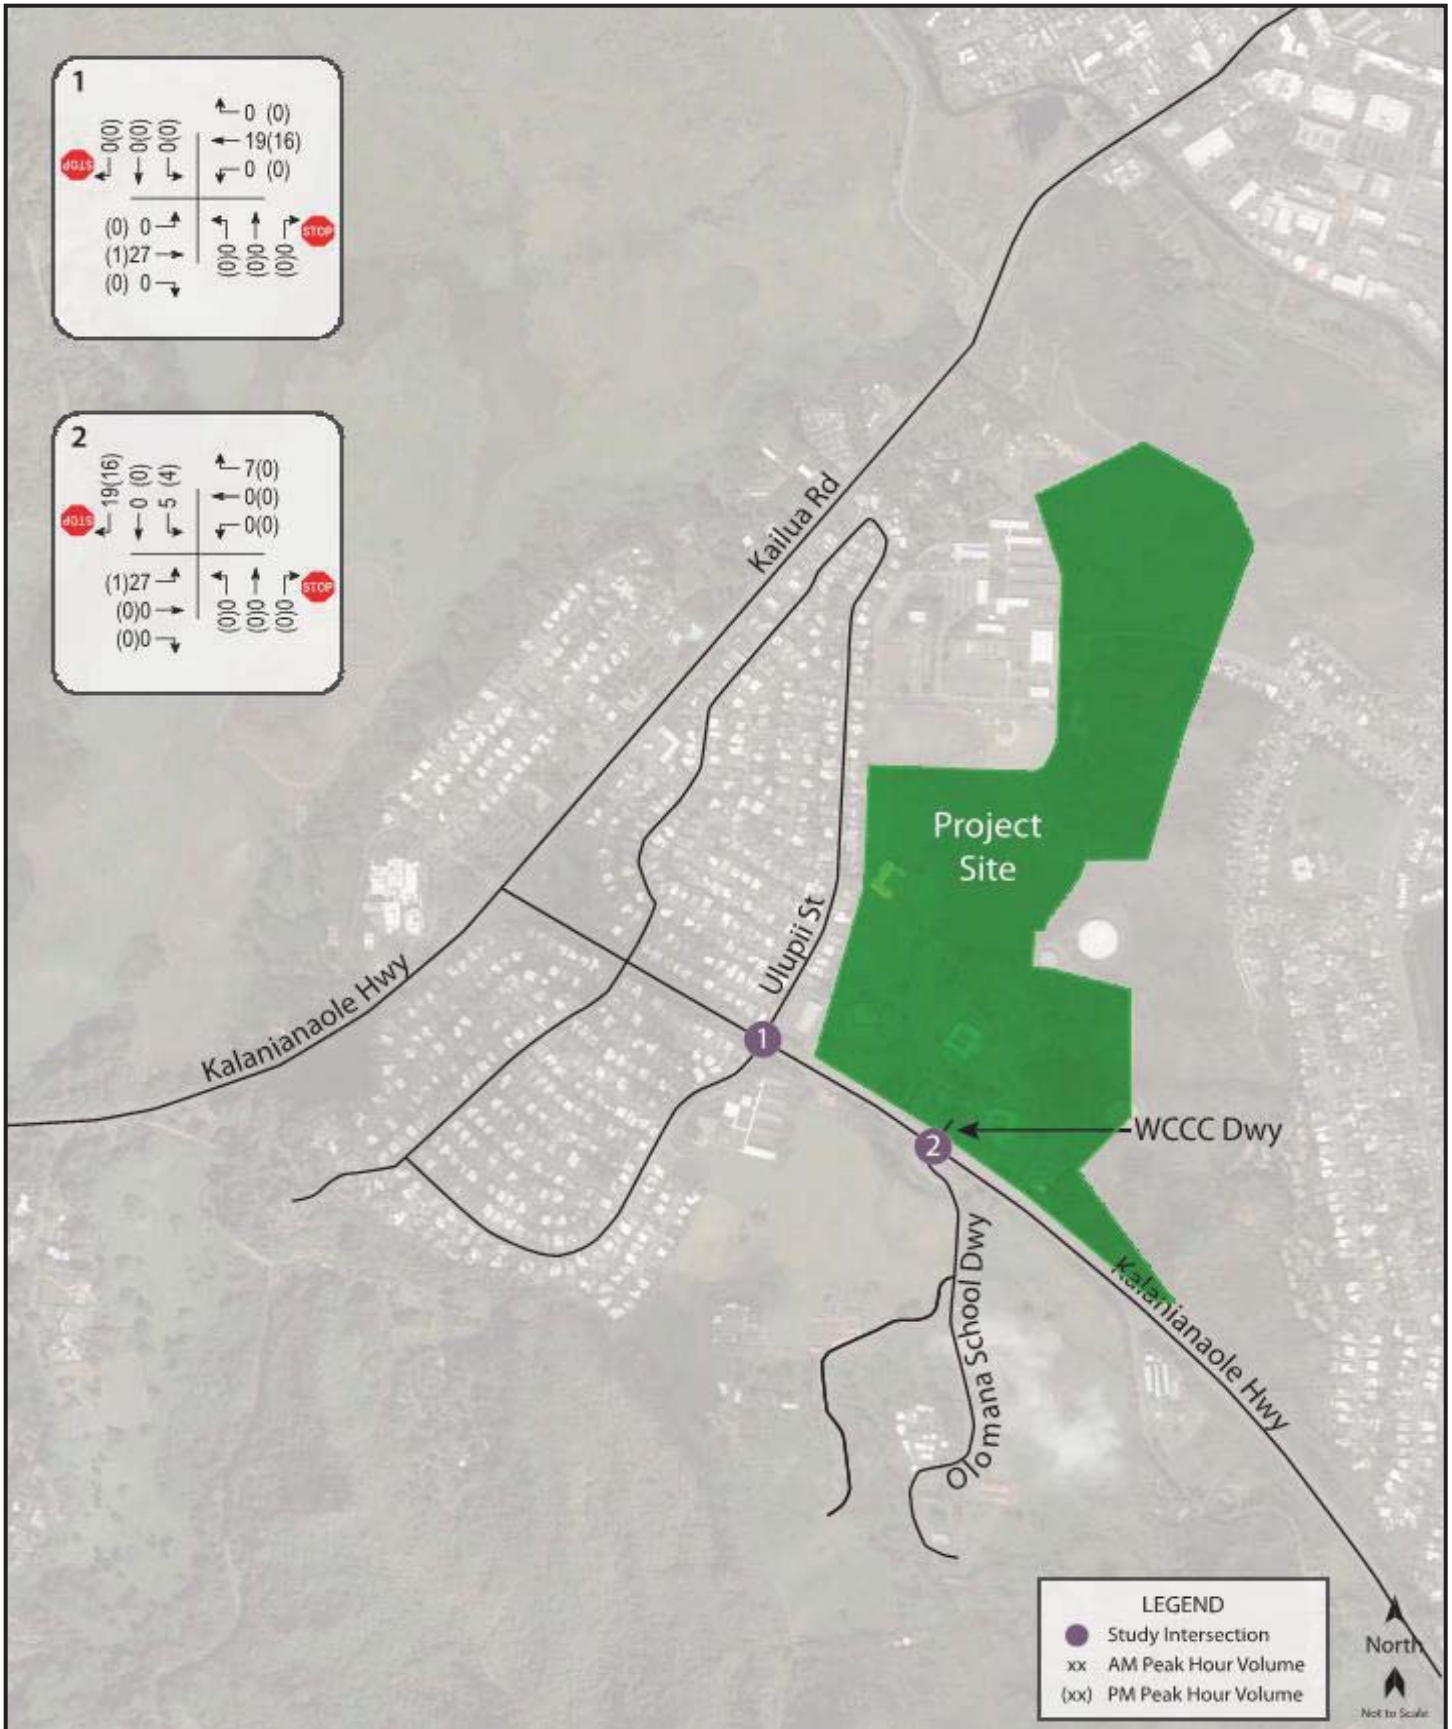 1
0(0)
0(0)
0(0)
0 (0)
19(16)
0 (0)
STOP
(0) 0
(1)27
(0) 0
(0)0
(0)0
(0)0
STOP
2
19(16)
0 (0)
5 (4)
7(0)
0(0)
0(0)
STOP
(1)27
(0)0
(0)0
(0)0
(0)0
(0)0
STOP
Kailua Rd
Project
Site
Ulupii St
Kalanianaole Hwy
1
2
WCCC Dwy
Olomana School Dwy
Kalanianaole Hwy
LEGEND
Study Intersection
xx AM Peak Hour Volume
(xx) PM Peak Hour Volume
North
Not to Scale